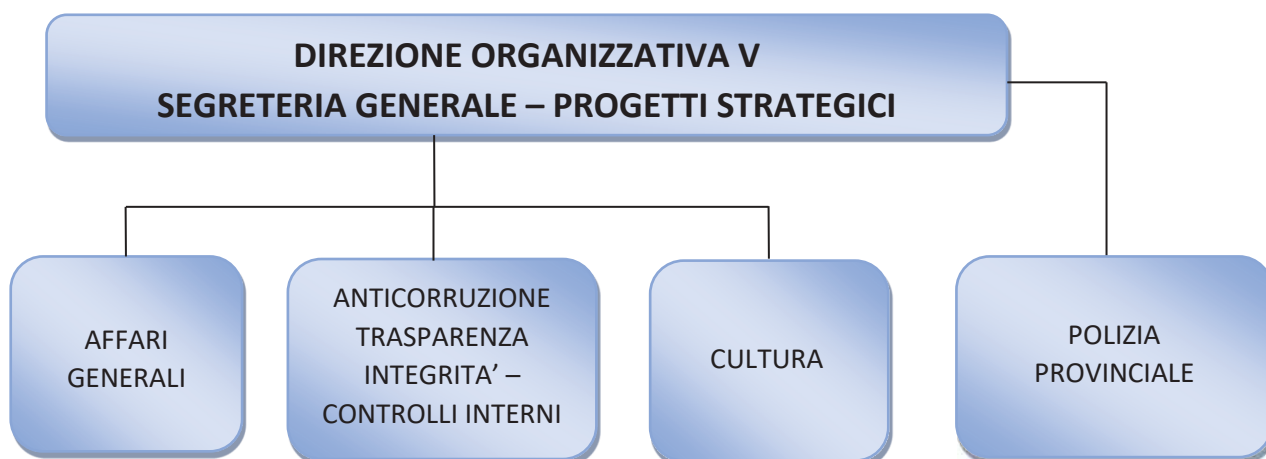 DIREZIONE ORGANIZZATIVA V
SEGRETERIA GENERALE – PROGETTI STRATEGICI
AFFARI
GENERALI
ANTICORRUZIONE
TRASPARENZA
INTEGRITA’ –
CONTROLLI INTERNI
CULTURA
POLIZIA
PROVINCIALE